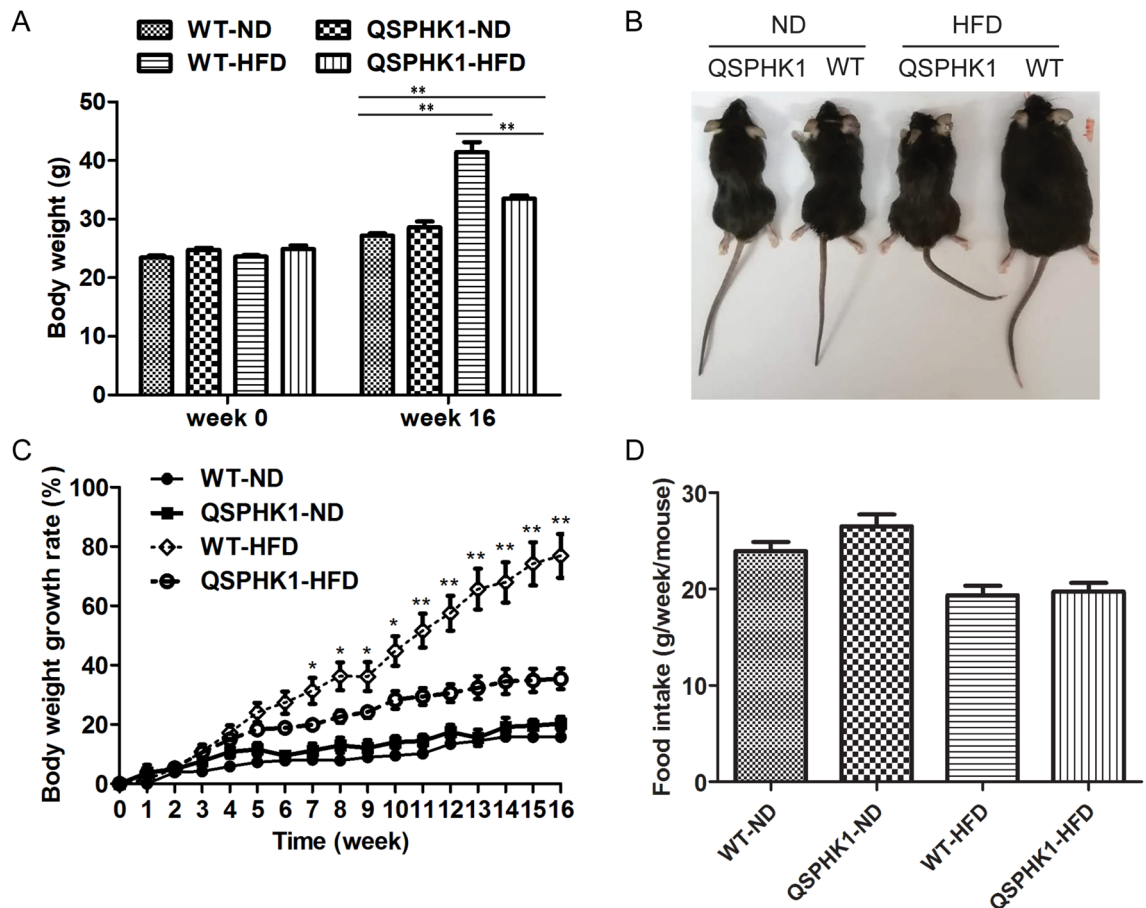 A
WT-ND QSPHK1-ND
WT-HFD QSPHK1-HFD
Body weight (g)
50
40
30
20
10
0
** 
**
**
week 0 week 16
B
ND HFD
QSPHK1 WT QSPHK1 WT
C
WT-ND
QSPHK1-ND
WT-HFD
QSPHK1-HFD
Body weight growth rate (%)
100
80
60
40
20
0
* * * * ** ** ** ** ** **
0 1 2 3 4 5 6 7 8 9 10 11 12 13 14 15 16
Time (week)
D
Food intake (g/week/mouse)
30
20
10
0
WT-ND
QSPHK1-ND
WT-HFD
QSPHK1-HFD